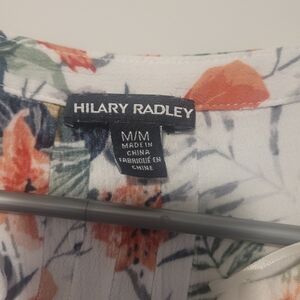 HILARY RADLEY
M/M
MADE IN
CHINA
FABRIQUÉ EN
CHINE